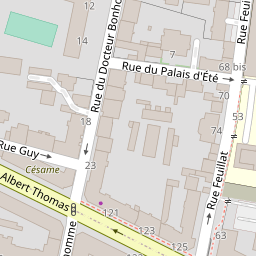 Rue Feuill
12
14
7
Rue du Docteur Bonho
Rue du Palais d'Été
68 bis
70
18
53
74
Rue Guy
Césame
23
Rue Feuillat
Albert Thomas
121
123
homme
125
63